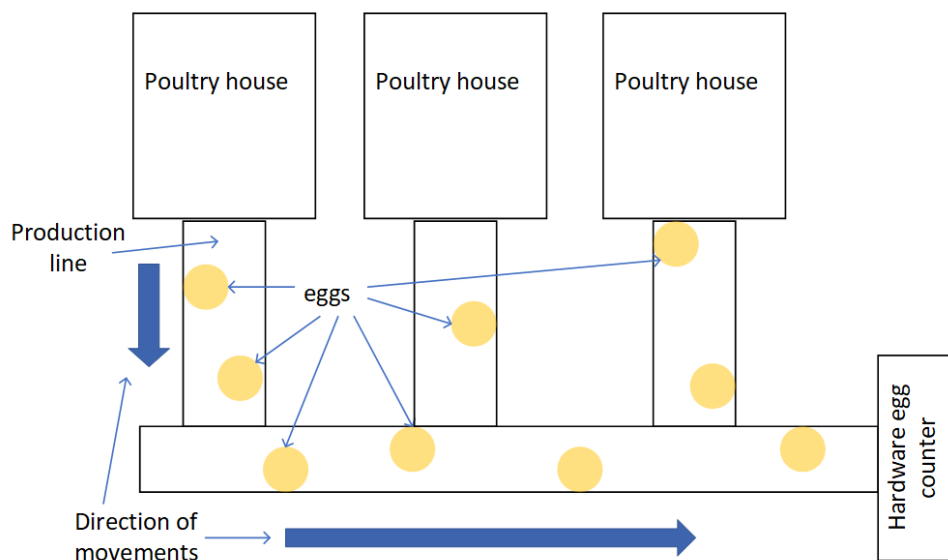 Poultry house
Poultry house
Poultry house
Production
line
eggs
Hardware egg
counter
Direction of
movements